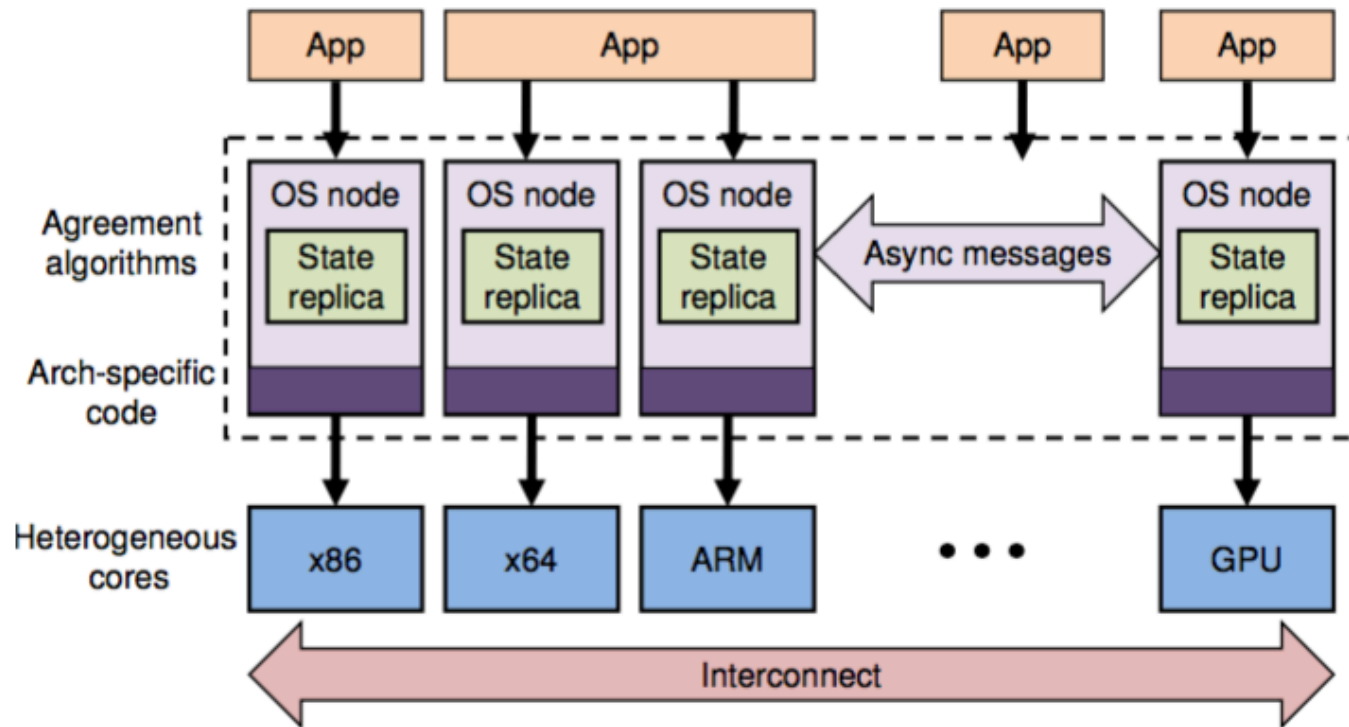 App
App
App
App
Agreement
algorithms
OS node
State
replica
OS node
State
replica
OS node
State
replica
Async messages
OS node
State
replica
Arch-specific
code
Heterogeneous
cores
x86
x64
ARM
• • •
GPU
Interconnect